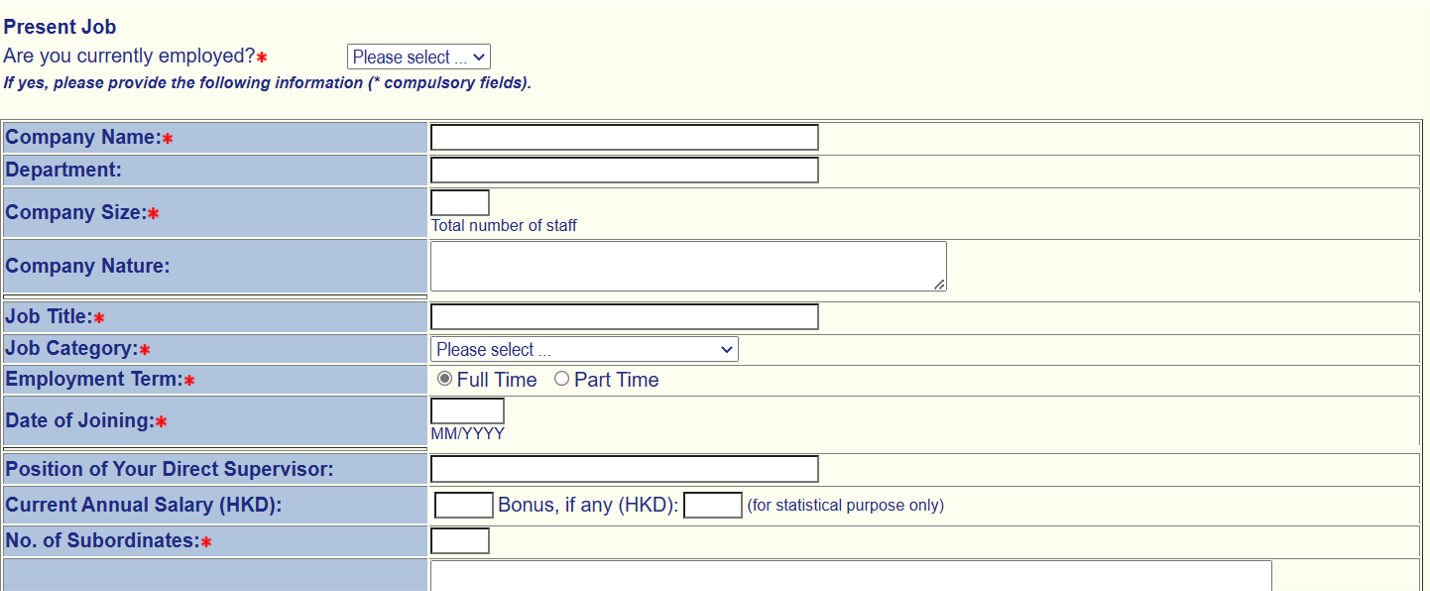 Present Job
Are you currently employed?* Please select ...
If yes, please provide the following information (* compulsory fields).
Company Name:*
Department:
Company Size:*
Total number of staff
Company Nature:
Job Title:*
Job Category:* Please select ...
Employment Term:* Full Time Part Time
Date of Joining:*
MM/YYYY
Position of Your Direct Supervisor:
Current Annual Salary (HKD): Bonus, if any (HKD): (for statistical purpose only)
No. of Subordinates:*